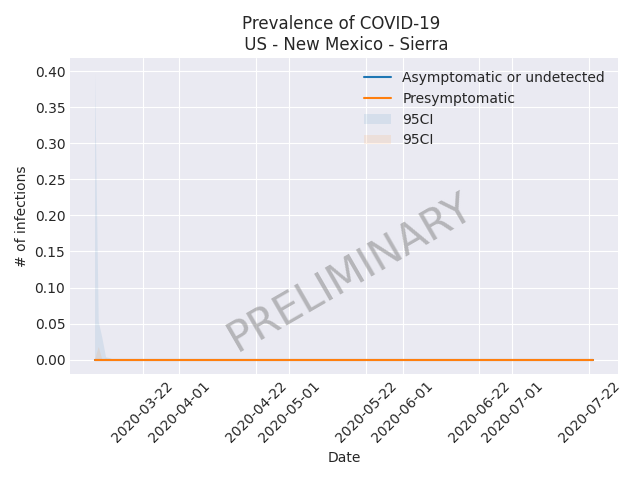 Prevalence of COVID-19
US - New Mexico - Sierra
Asymptomatic or undetected
Presymptomatic
95CI
95CI
0.40
0.35
0.30
0.25
0.20
0.15
0.10
0.05
0.00
# of infections
PRELIMINARY
2020-03-22
2020-04-01
2020-04-22
2020-05-01
2020-05-22
2020-06-01
2020-06-22
2020-07-01
2020-07-22
Date